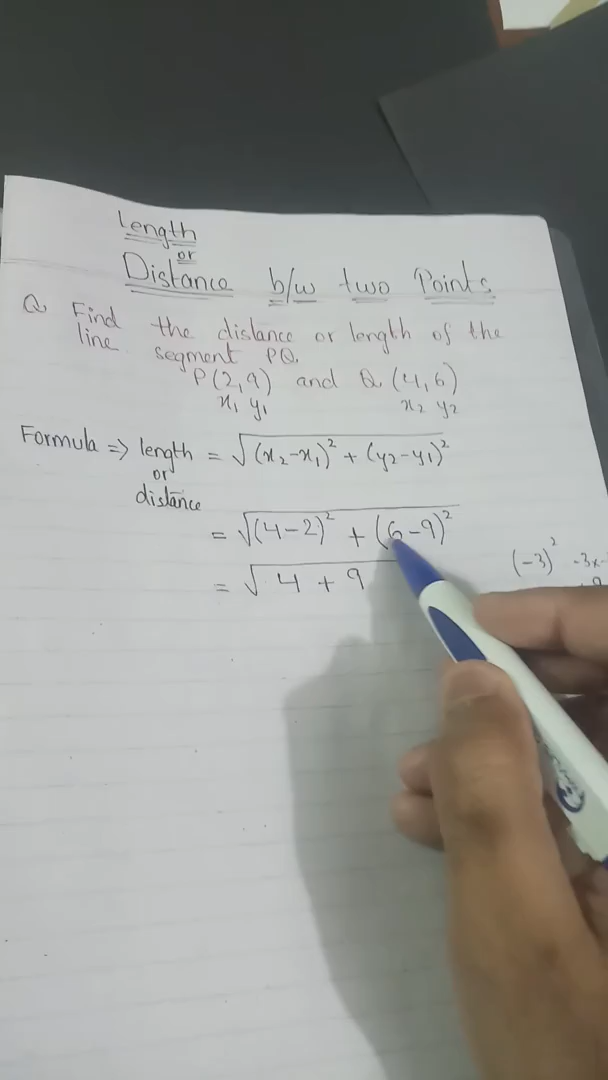 Length
or
Distance b/w two Points
Q Find the distance or length of the
line segment PQ.
P(2,9) and Q (4,6)
x₁ y₁ x₂ y₂
Formula => length = √(x₂-x₁)² + (y₂-y₁)²
or
distance
= √(4-2)² + (6-9)²
= √4 + 9
(-3)² -3x-